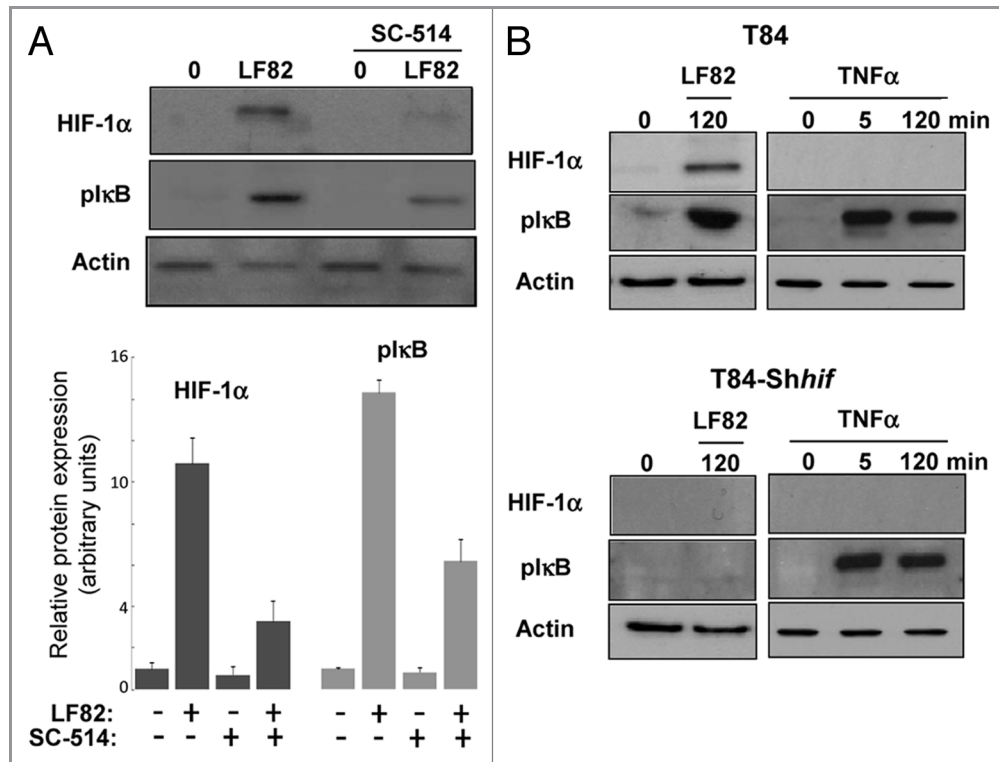 A
SC-514
0 LF82 0 LF82
HIF-1α
pIκB
Actin
16
10
4
0
Relative protein expression
(arbitrary units)
HIF-1α
pIκB
LF82: - + - + - + - +
SC-514: - - + + - - + +
B
T84
LF82 TNFα
0 120 0 5 120 min
HIF-1α
pIκB
Actin
T84-Shhif
LF82 TNFα
0 120 0 5 120 min
HIF-1α
pIκB
Actin